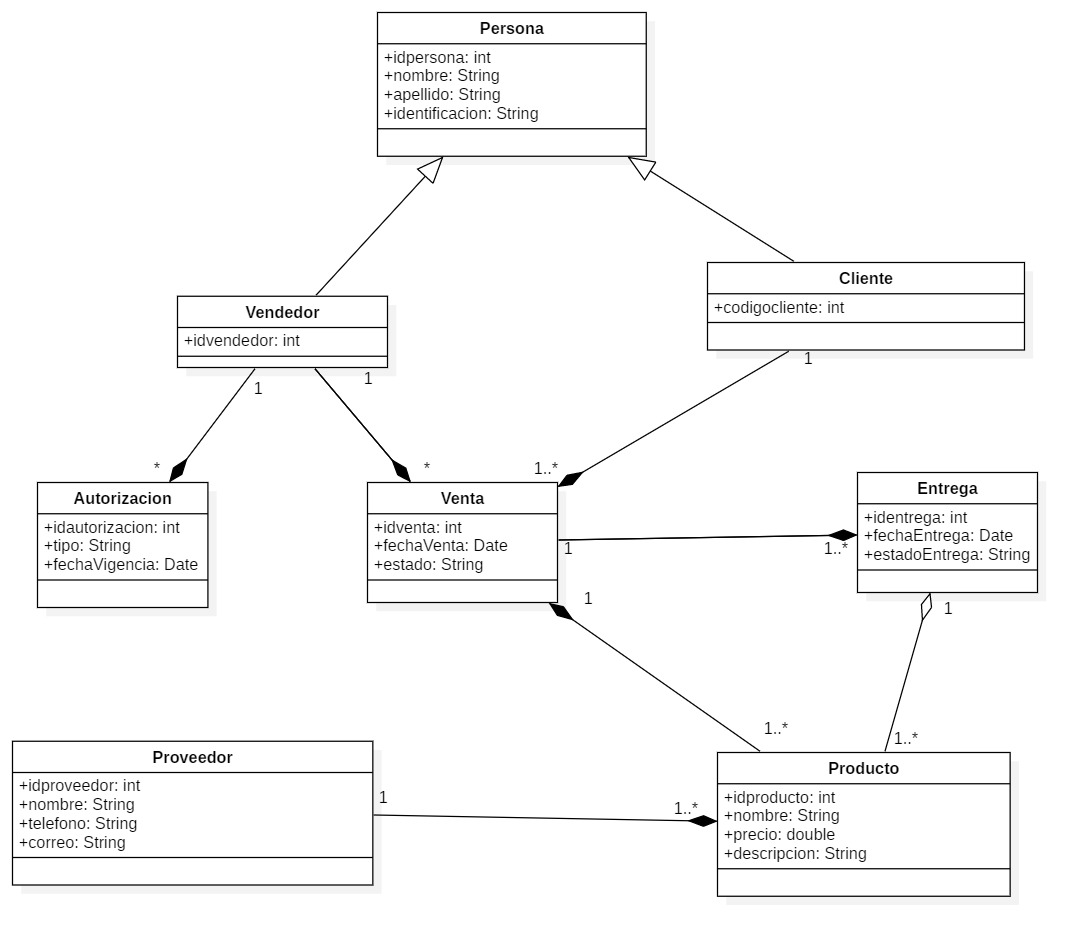 Persona
+idpersona: int
+nombre: String
+apellido: String
+identificacion: String
Cliente
+codigocliente: int
Vendedor
+idvendedor: int
1
1
1
*
*
1..*
Autorizacion
+idautorizacion: int
+tipo: String
+fechaVigencia: Date
Venta
+idventa: int
+fechaVenta: Date
+estado: String
1
1..*
Entrega
+identrega: int
+fechaEntrega: Date
+estadoEntrega: String
1
1
1..*
1..*
Proveedor
+idproveedor: int
+nombre: String
+telefono: String
+correo: String
1
1..*
Producto
+idproducto: int
+nombre: String
+precio: double
+descripcion: String